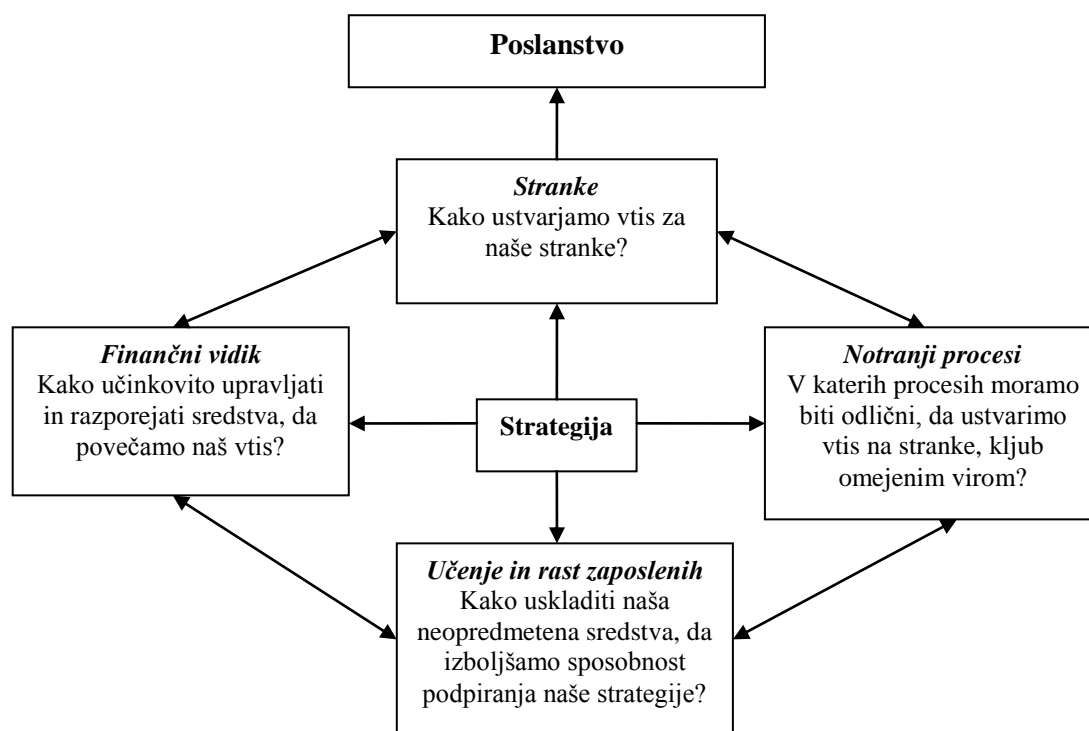 Poslanstvo
Stranke
Kako ustvarjamo vtis za
naše stranke?
Finančni vidik
Kako učinkovito upravljati
in razporejati sredstva, da
povečamo naš vtis?
Strategija
Notranji procesi
V katerih procesih moramo
biti odlični, da ustvarimo
vtis na stranke, kljub
omejenim virom?
Učenje in rast zaposlenih
Kako uskladiti naša
neopredmetena sredstva, da
izboljšamo sposobnost
podpiranja naše strategije?